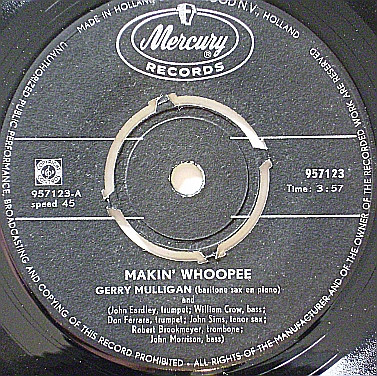 MADE IN HOLLAND
N.V., HOLLAND
Mercury
®
RECORDS
957123-A
speed 45
957123
Time: 3:57
MAKIN' WHOOPEE
GERRY MULLIGAN (baritone sax en piano)
and
(John Eardley, trumpet; William Crow, bass;
Don Ferrara, trumpet; John Sims, tenor sax;
Robert Brookmeyer, trombone;
John Morrison, bass)
ALL RIGHTS OF THE MANUFACTURER AND OF THE OWNER OF THE RECORDED WORK ARE RESERVED
UNAUTHORIZED PUBLIC PERFORMANCE, BROADCASTING AND COPYING OF THIS RECORD PROHIBITED